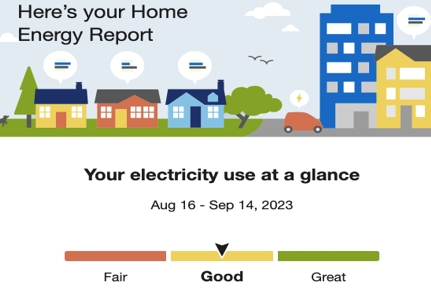 Here's your Home
Energy Report
Your electricity use at a glance
Aug 16 - Sep 14, 2023
Fair
Good
Great